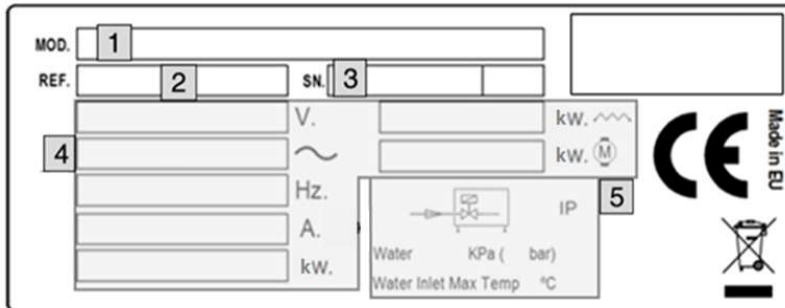 MOD. 1
REF. 2 SN. 3
4
V.
~
Hz.
A.
kW.
kW.
kW. M
5
IP
Water KPa ( bar)
Water Inlet Max Temp ºC
CE
Made in EU